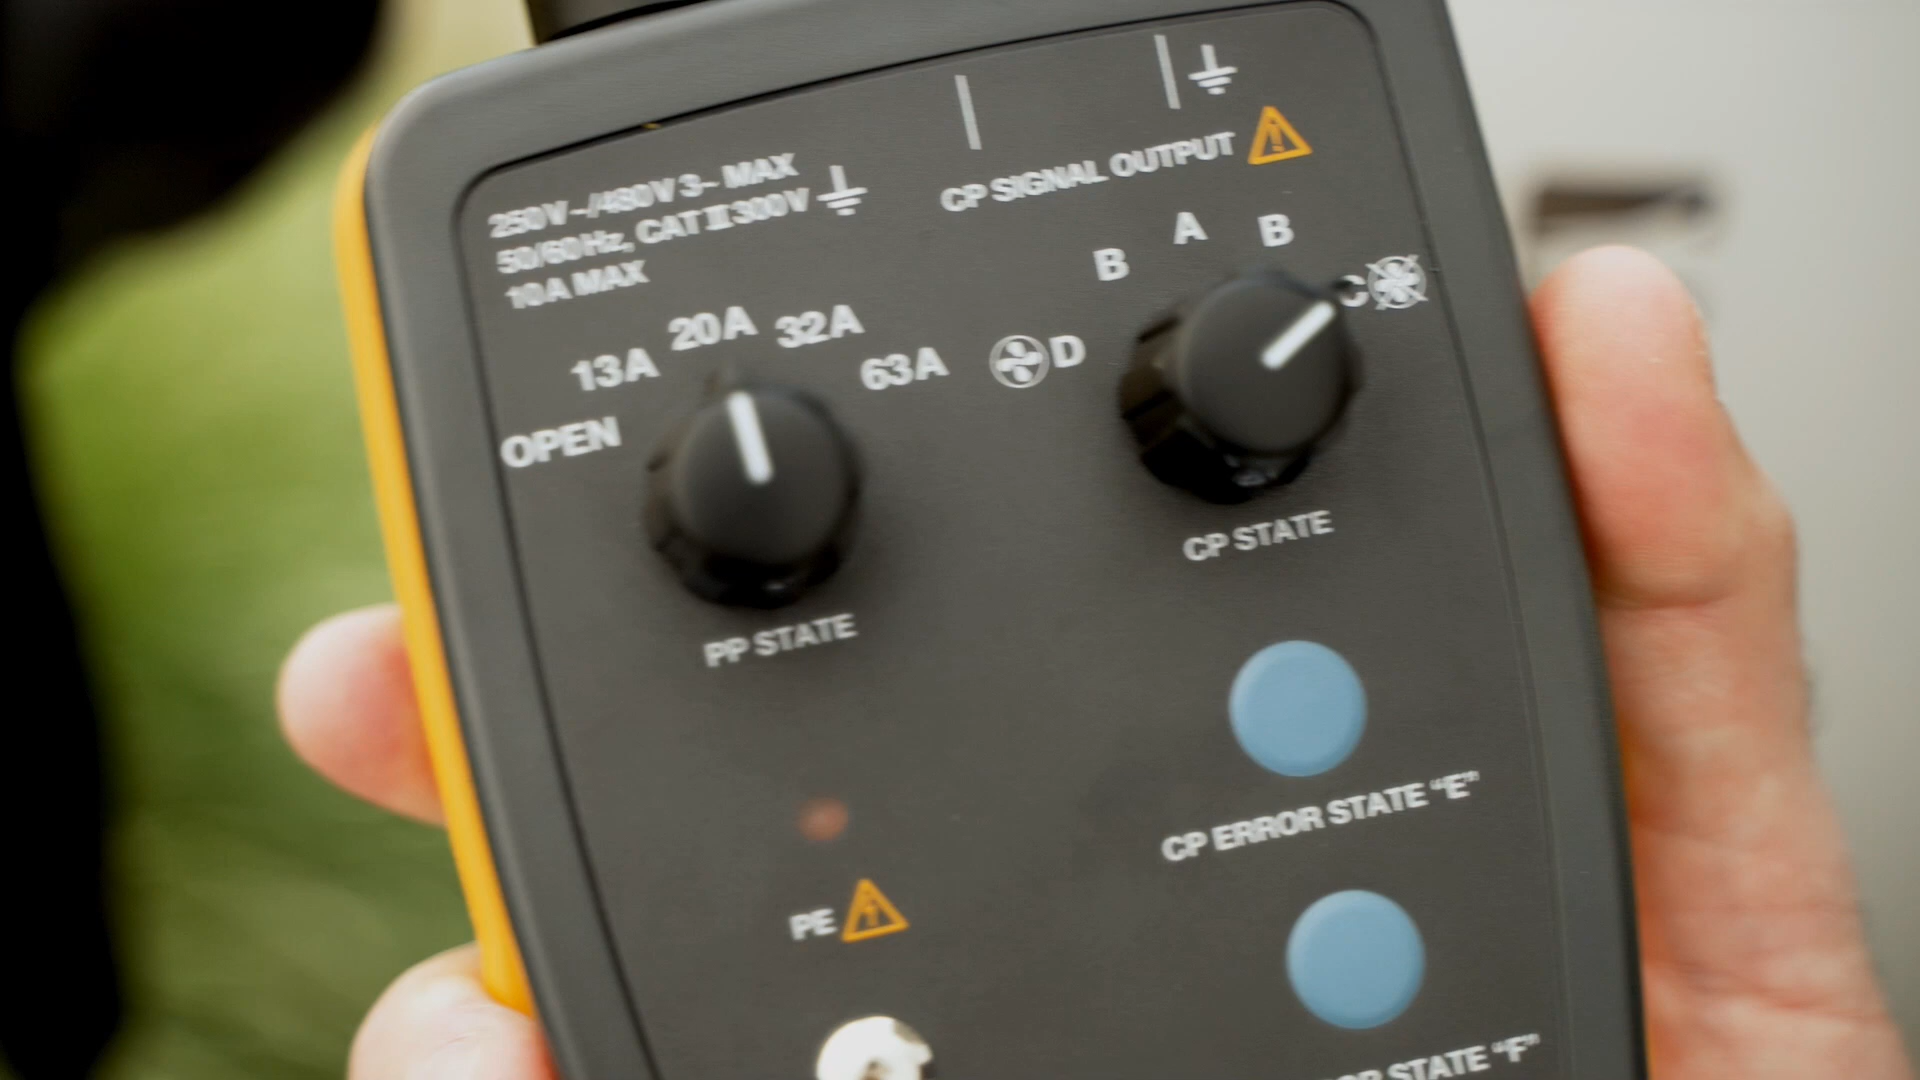 250V~/480V 3~ MAX
50/60Hz, CAT II 300V
10A MAX
CP SIGNAL OUTPUT
OPEN
13A
20A
32A
63A
D
B
A
B
C
PP STATE
CP STATE
CP ERROR STATE “E”
PE
STATE “F”